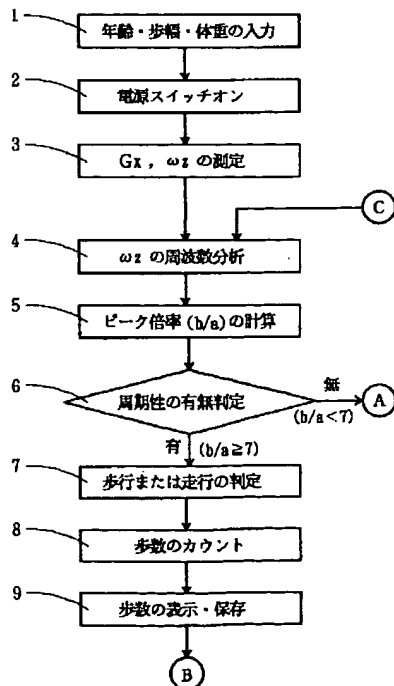 1
年齢・歩幅・体重の入力
2
電源スイッチオン
3
Gx , ωz の測定
C
4
ωz の周波数分析
5
ピーク倍率 (b/a) の計算
6
周期性の有無判定
無
(b/a<7)
A
有 (b/a≧7)
7
歩行または走行の判定
8
歩数のカウント
9
歩数の表示・保存
B